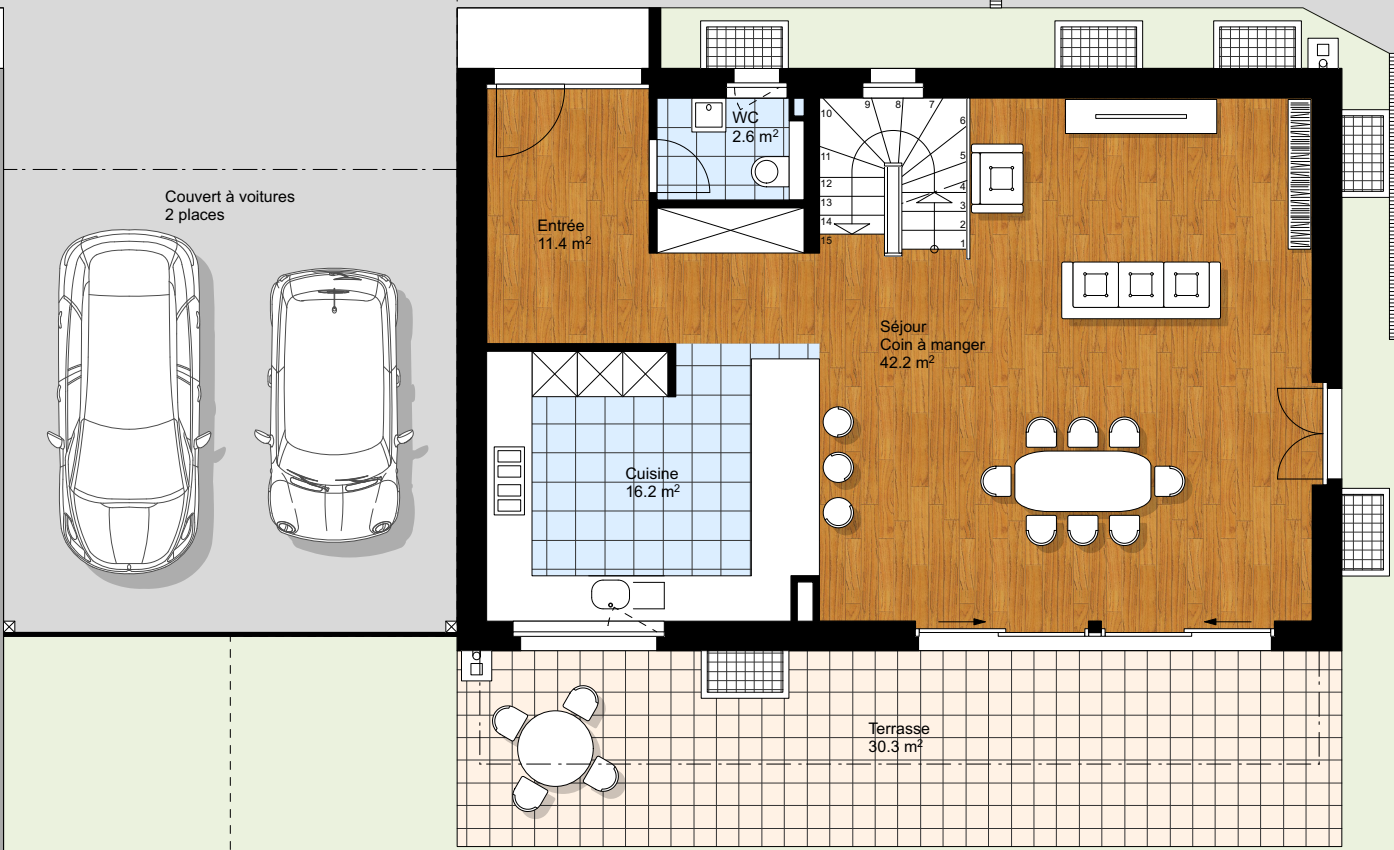 WC
2.6 m²
9
8
7
10
6
11
5
12
4
13
3
14
2
15
1
Couvert à voitures
2 places
Entrée
11.4 m²
Séjour
Coin à manger
42.2 m²
Cuisine
16.2 m²
Terrasse
30.3 m²